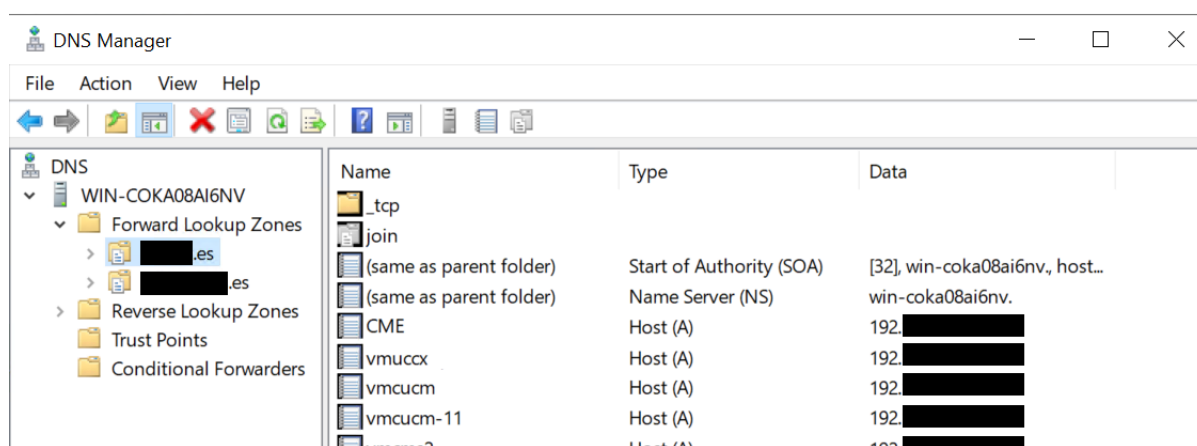 DNS Manager
File Action View Help
DNS
WIN-COKA08AI6NV
Forward Lookup Zones
.es
.es
Reverse Lookup Zones
Trust Points
Conditional Forwarders
Name Type Data
_tcp
join
(same as parent folder) Start of Authority (SOA) [32], win-coka08ai6nv., host...
(same as parent folder) Name Server (NS) win-coka08ai6nv.
CME Host (A) 192.
vmuccx Host (A) 192.
vmcucm Host (A) 192.
vmcucm-11 Host (A) 192.